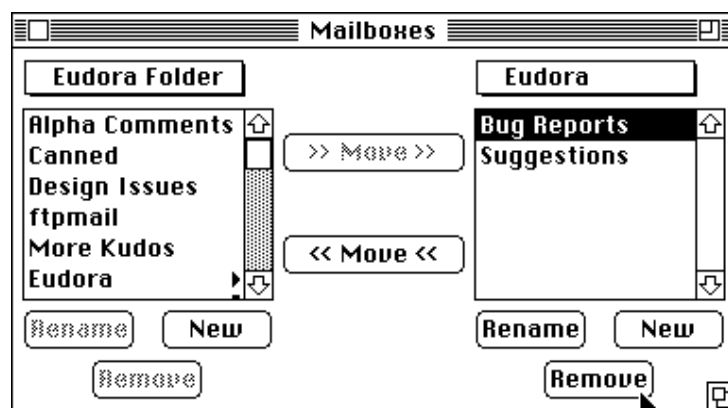 Mailboxes
Eudora Folder
Alpha Comments
Canned
Design Issues
ftpmail
More Kudos
Eudora
Rename
New
Remove
>> Move >>
<< Move <<
Eudora
Bug Reports
Suggestions
Rename
New
Remove